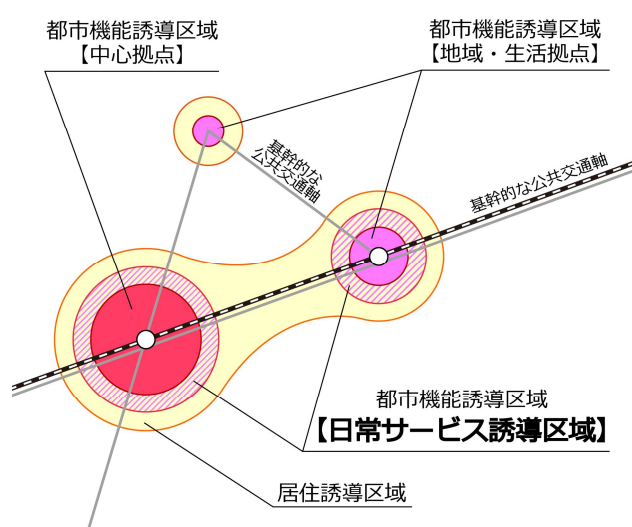 都市機能誘導区域
【中心拠点】
都市機能誘導区域
【地域・生活拠点】
基幹的な
公共交通軸
基幹的な公共交通軸
都市機能誘導区域
【日常サービス誘導区域】
居住誘導区域